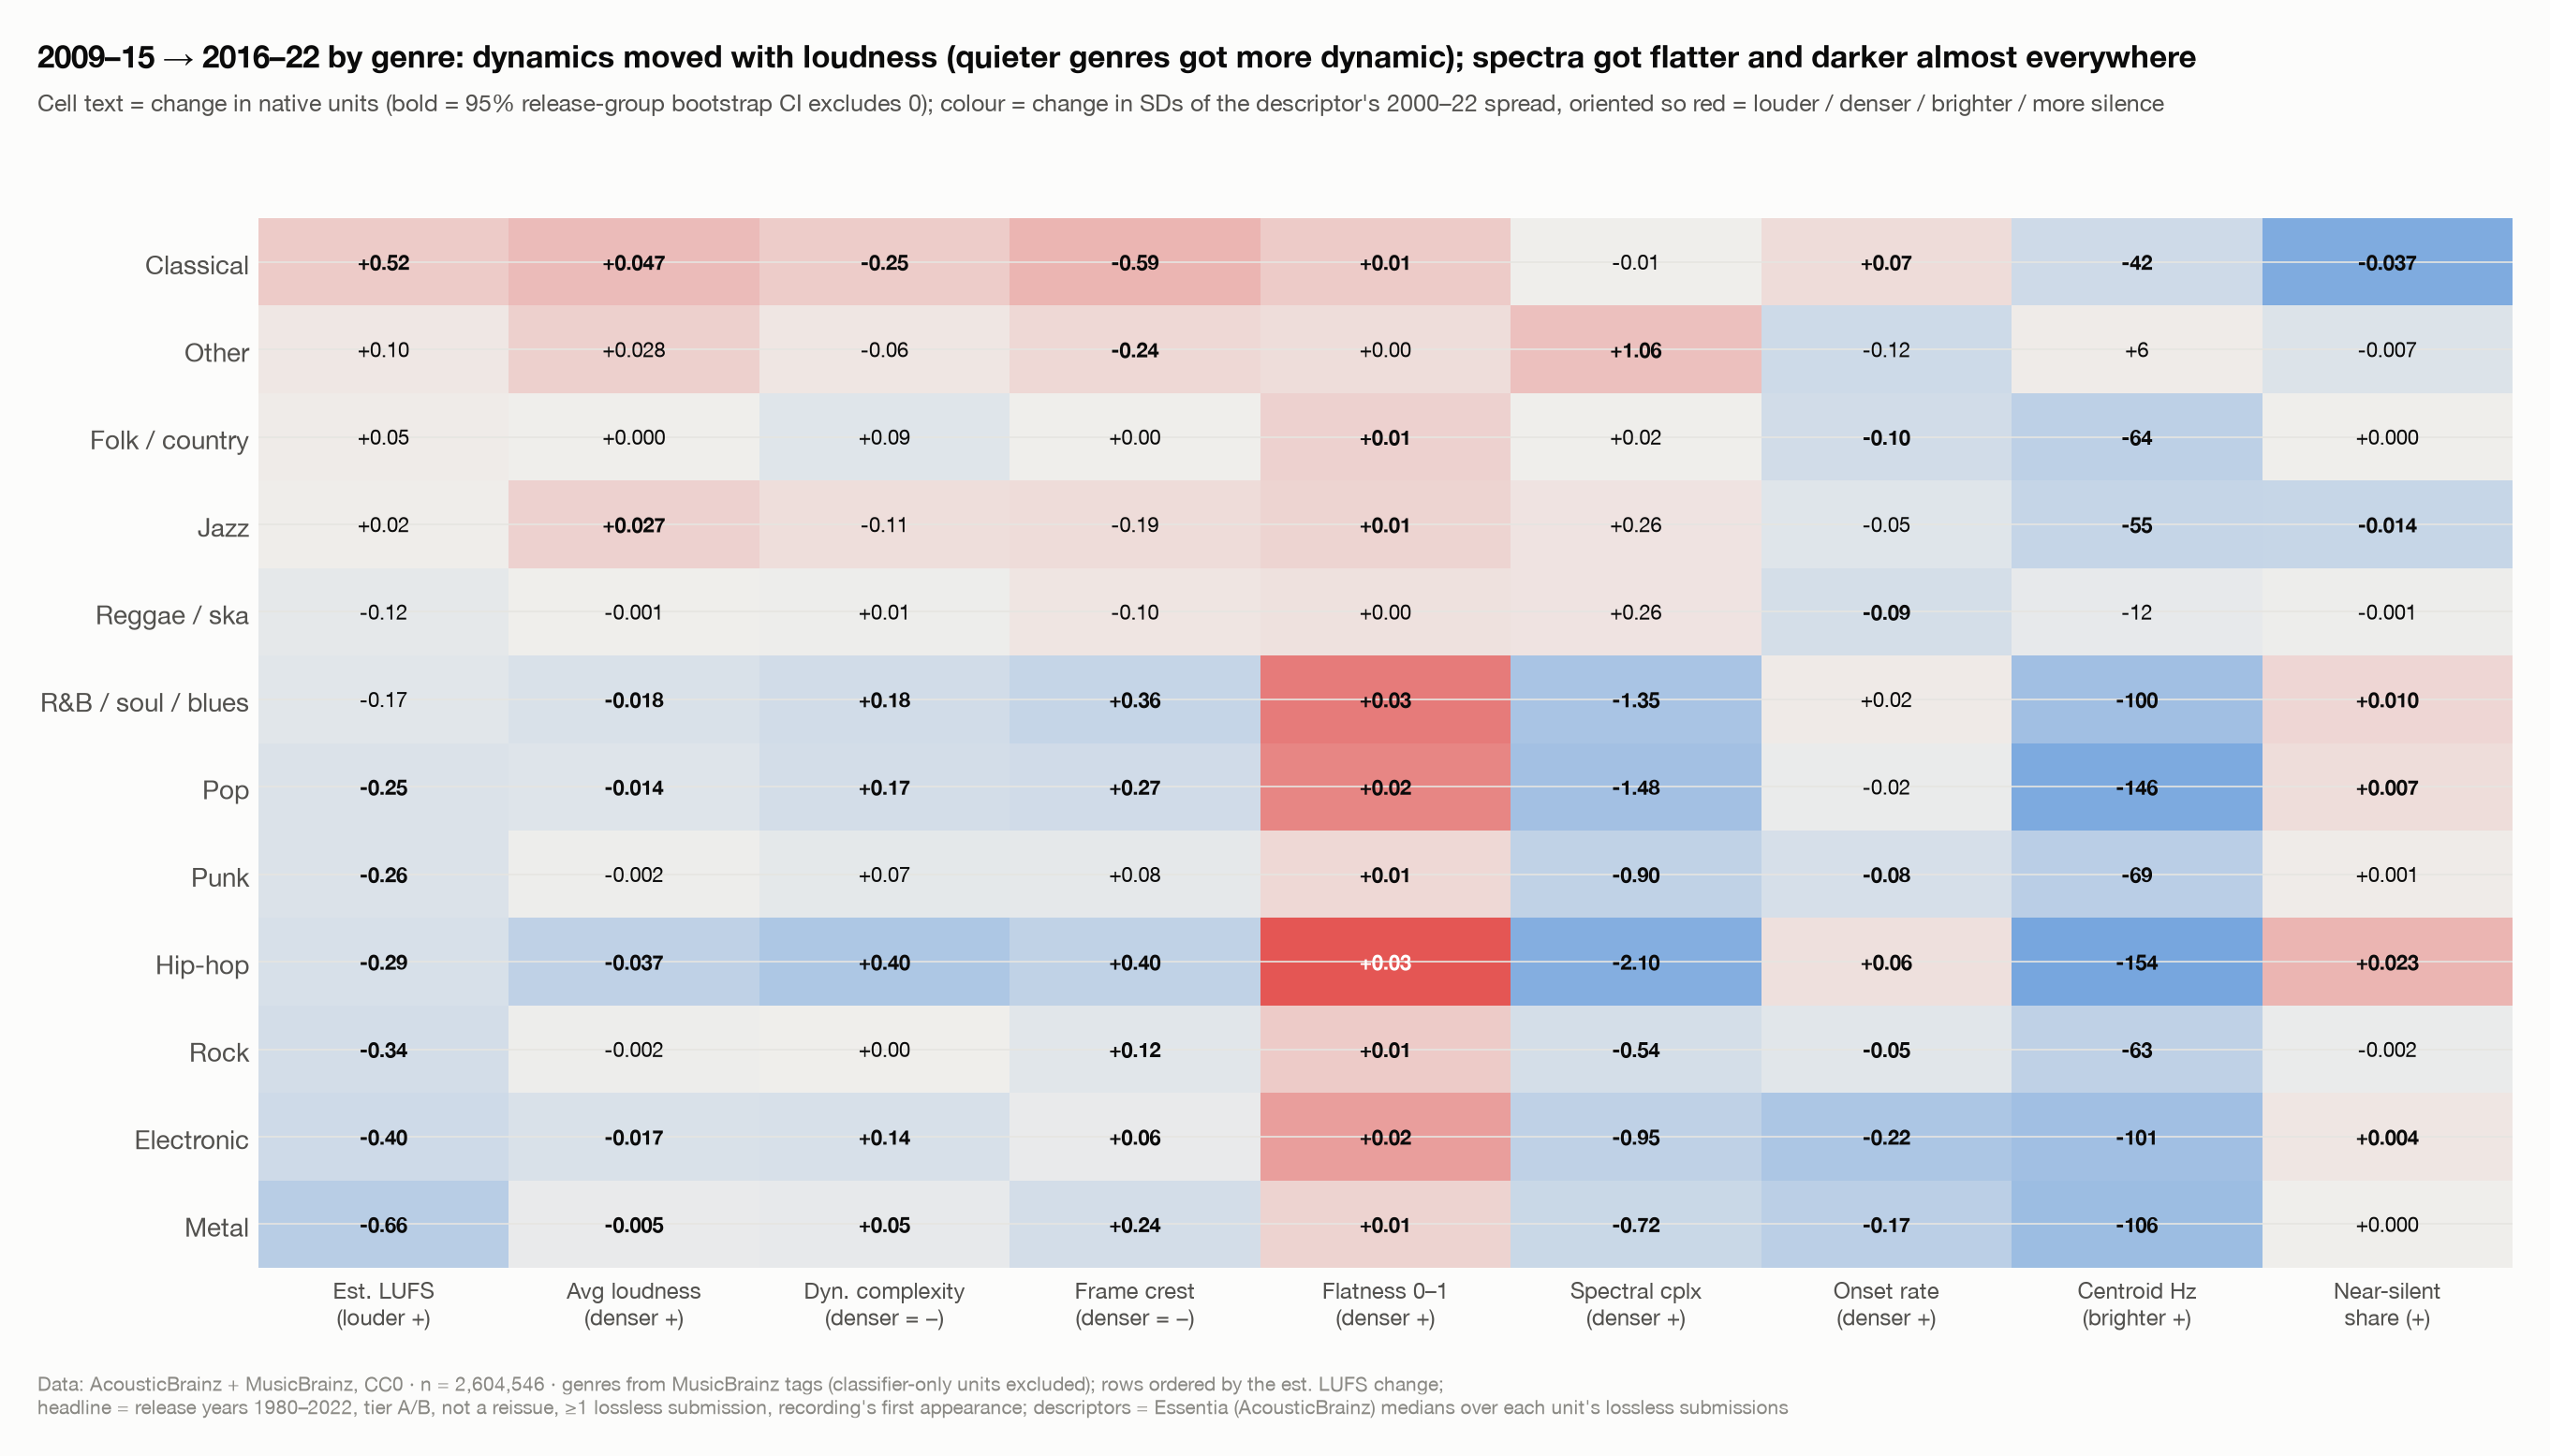 2009–15 → 2016–22 by genre: dynamics moved with loudness (quieter genres got more dynamic); spectra got flatter and darker almost everywhere
Cell text = change in native units (bold = 95% release-group bootstrap CI excludes 0); colour = change in SDs of the descriptor's 2000–22 spread, oriented so red = louder / denser / brighter / more silence
Classical +0.52 +0.047 -0.25 -0.59 +0.01 -0.01 +0.07 -42 -0.037
Other +0.10 +0.028 -0.06 -0.24 +0.00 +1.06 -0.12 +6 -0.007
Folk / country +0.05 +0.000 +0.09 +0.00 +0.01 +0.02 -0.10 -64 +0.000
Jazz +0.02 +0.027 -0.11 -0.19 +0.01 +0.26 -0.05 -55 -0.014
Reggae / ska -0.12 -0.001 +0.01 -0.10 +0.00 +0.26 -0.09 -12 -0.001
R&B / soul / blues -0.17 -0.018 +0.18 +0.36 +0.03 -1.35 +0.02 -100 +0.010
Pop -0.25 -0.014 +0.17 +0.27 +0.02 -1.48 -0.02 -146 +0.007
Punk -0.26 -0.002 +0.07 +0.08 +0.01 -0.90 -0.08 -69 +0.001
Hip-hop -0.29 -0.037 +0.40 +0.40 +0.03 -2.10 +0.06 -154 +0.023
Rock -0.34 -0.002 +0.00 +0.12 +0.01 -0.54 -0.05 -63 -0.002
Electronic -0.40 -0.017 +0.14 +0.06 +0.02 -0.95 -0.22 -101 +0.004
Metal -0.66 -0.005 +0.05 +0.24 +0.01 -0.72 -0.17 -106 +0.000
Est. LUFS Avg loudness Dyn. complexity Frame crest Flatness 0–1 Spectral cplx Onset rate Centroid Hz Near-silent
(louder +) (denser +) (denser = –) (denser = –) (denser +) (denser +) (denser +) (brighter +) share (+)
Data: AcousticBrainz + MusicBrainz, CC0 · n = 2,604,546 · genres from MusicBrainz tags (classifier-only units excluded); rows ordered by the est. LUFS change;
headline = release years 1980–2022, tier A/B, not a reissue, ≥1 lossless submission, recording's first appearance; descriptors = Essentia (AcousticBrainz) medians over each unit's lossless submissions